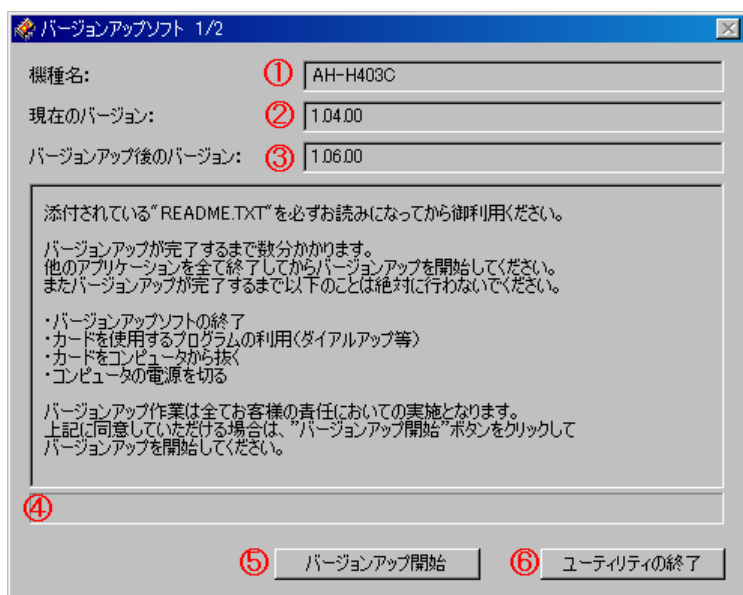 バージョンアップソフト 1/2
機種名: ① AH-H403C
現在のバージョン: ② 1.04.00
バージョンアップ後のバージョン: ③ 1.06.00
添付されている"README.TXT"を必ずお読みになってから御利用ください。
バージョンアップが完了するまで数分かかります。
他のアプリケーションを全て終了してからバージョンアップを開始してください。
またバージョンアップが完了するまで以下のことは絶対に行わないでください。
・バージョンアップソフトの終了
・カードを使用するプログラムの利用(ダイアルアップ等)
・カードをコンピュータから抜く
・コンピュータの電源を切る
バージョンアップ作業は全てお客様の責任においての実施となります。
上記に同意していただける場合は、"バージョンアップ開始"ボタンをクリックして
バージョンアップを開始してください。
④
⑤ バージョンアップ開始 ⑥ ユーティリティの終了